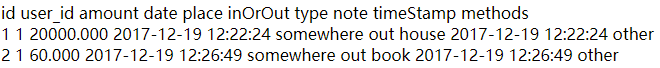 id user_id amount date place inOrOut type note timeStamp methods
1 1 20000.000 2017-12-19 12:22:24 somewhere out house 2017-12-19 12:22:24 other
2 1 60.000 2017-12-19 12:26:49 somewhere out book 2017-12-19 12:26:49 other